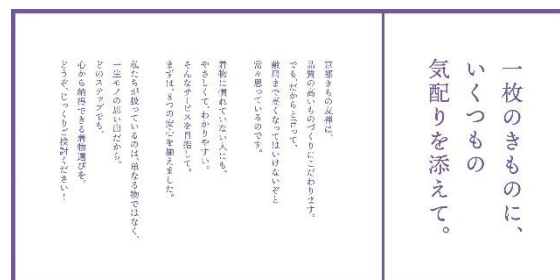 一枚のきものに、
いくつもの
気配りを添えて。
京都きもの友禅は、
品質の高いものづくりにこだわります。
でも、だからと言って、
敷居まで高くなってはいけないぞと
常々思っているのです。
着物に慣れていない人にも、
やさしくて、わかりやすい。
そんなサービスを目指して。
まずは、8つの安心を揃えました。
私たちが扱っているのは、単なる物ではなく、
一生モノの思い出だから。
どのステップでも、
心から納得できる着物選びを。
どうぞ、じっくりご検討ください！